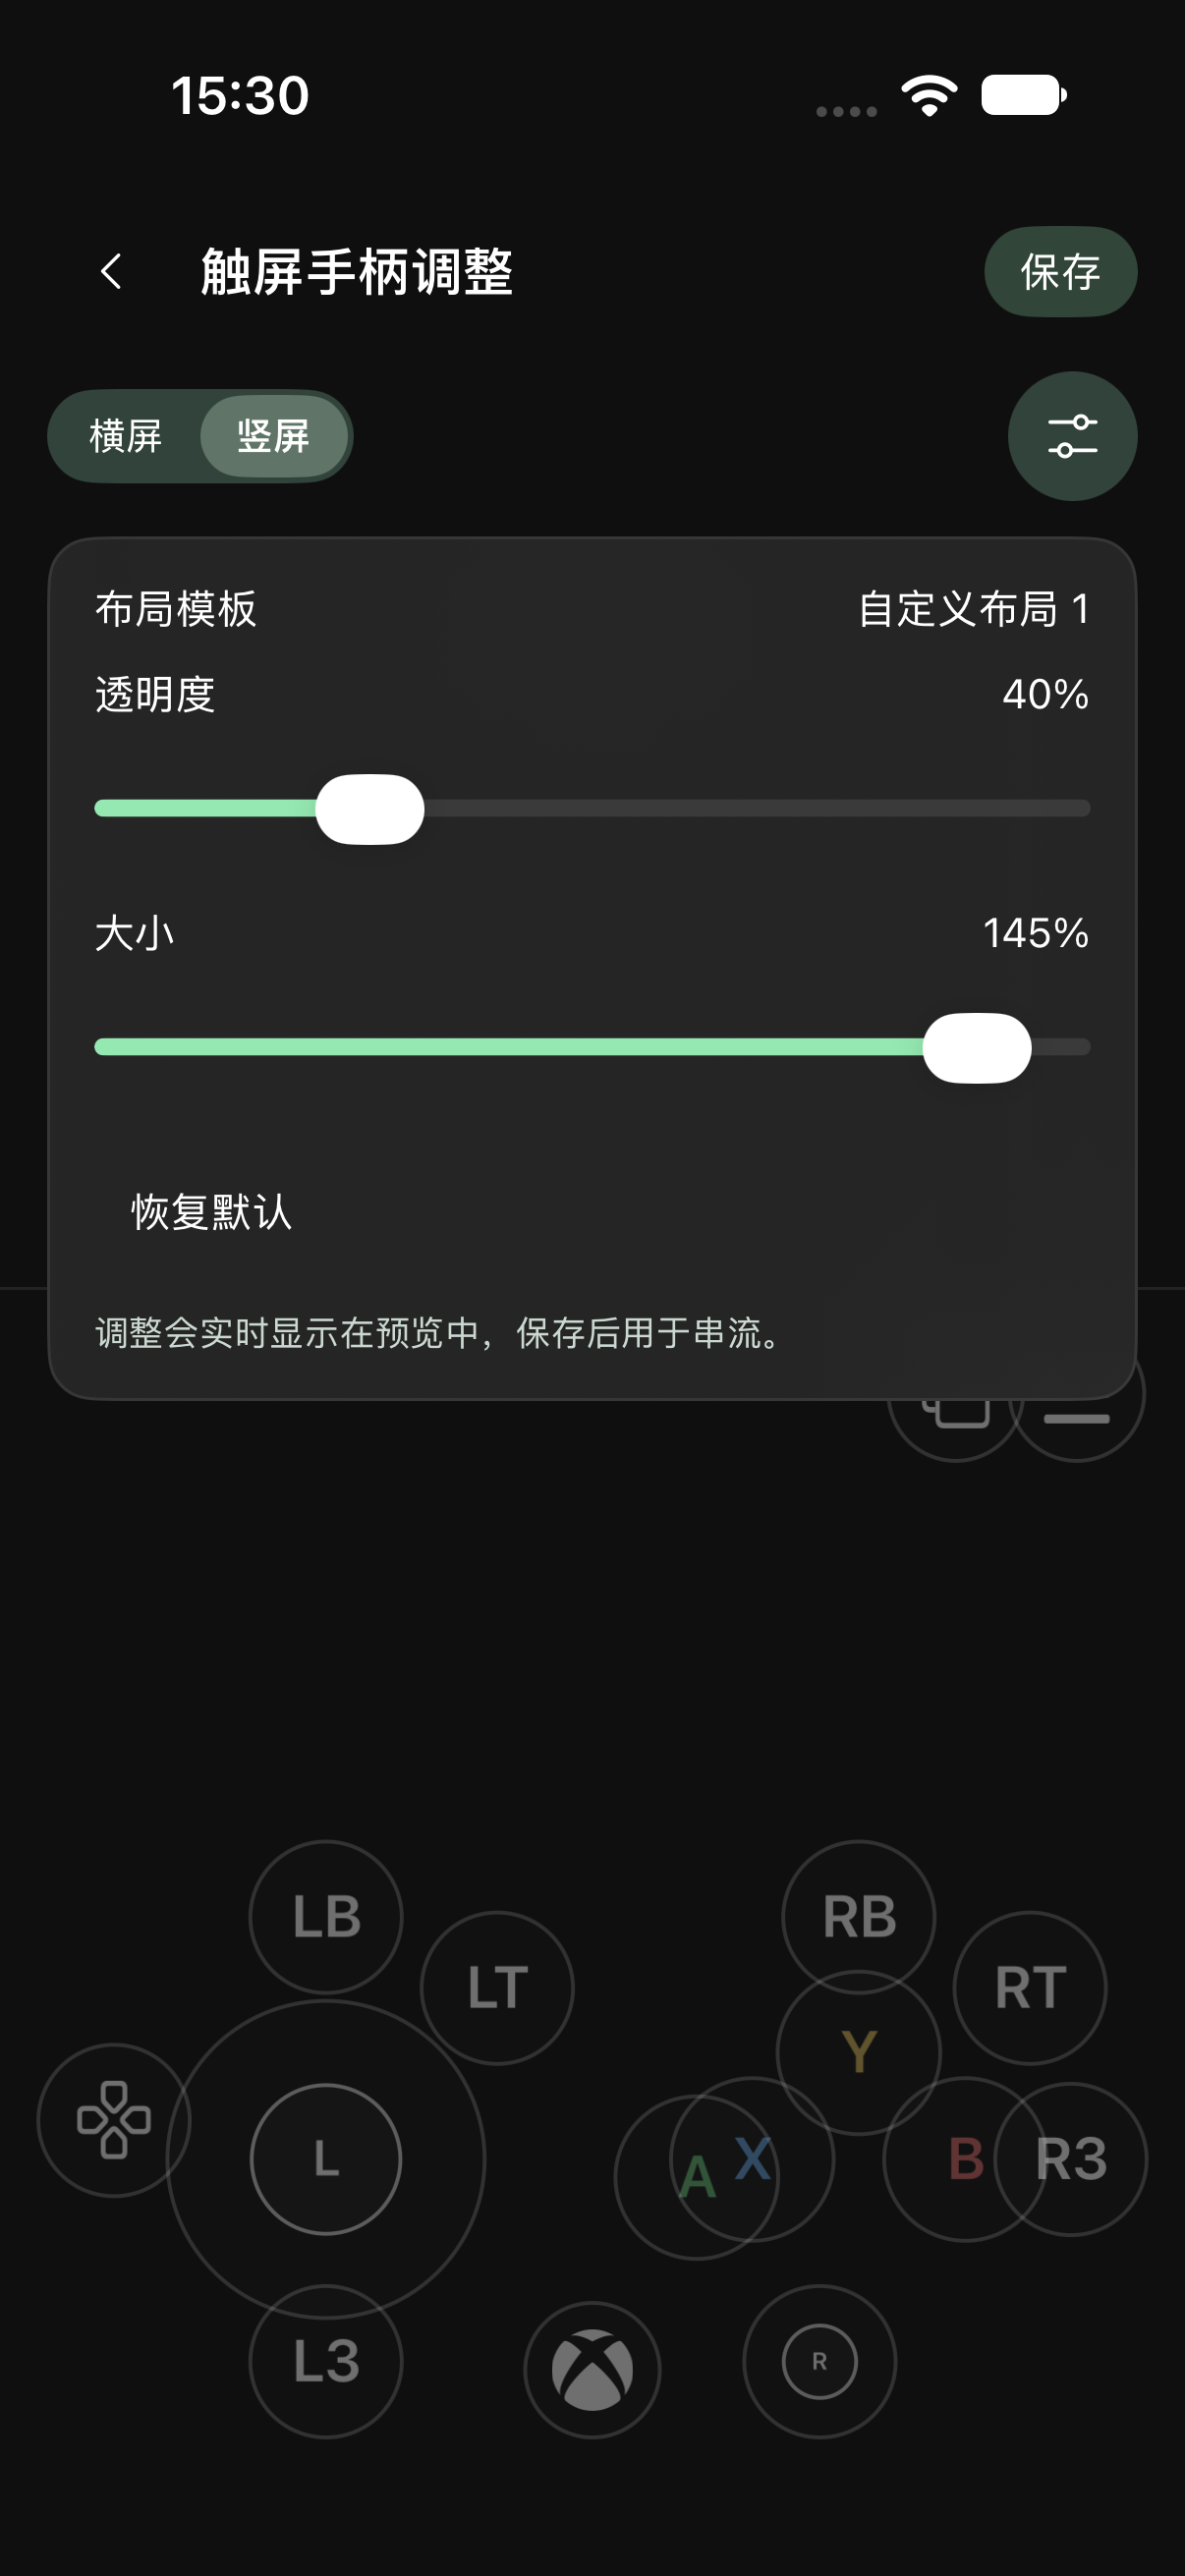 15:30
触屏手柄调整
保存
横屏 竖屏
布局模板 自定义布局 1
透明度 40%
大小 145%
恢复默认
调整会实时显示在预览中，保存后用于串流。
LB RB
LT RT
Y
L A X B R3
L3 R